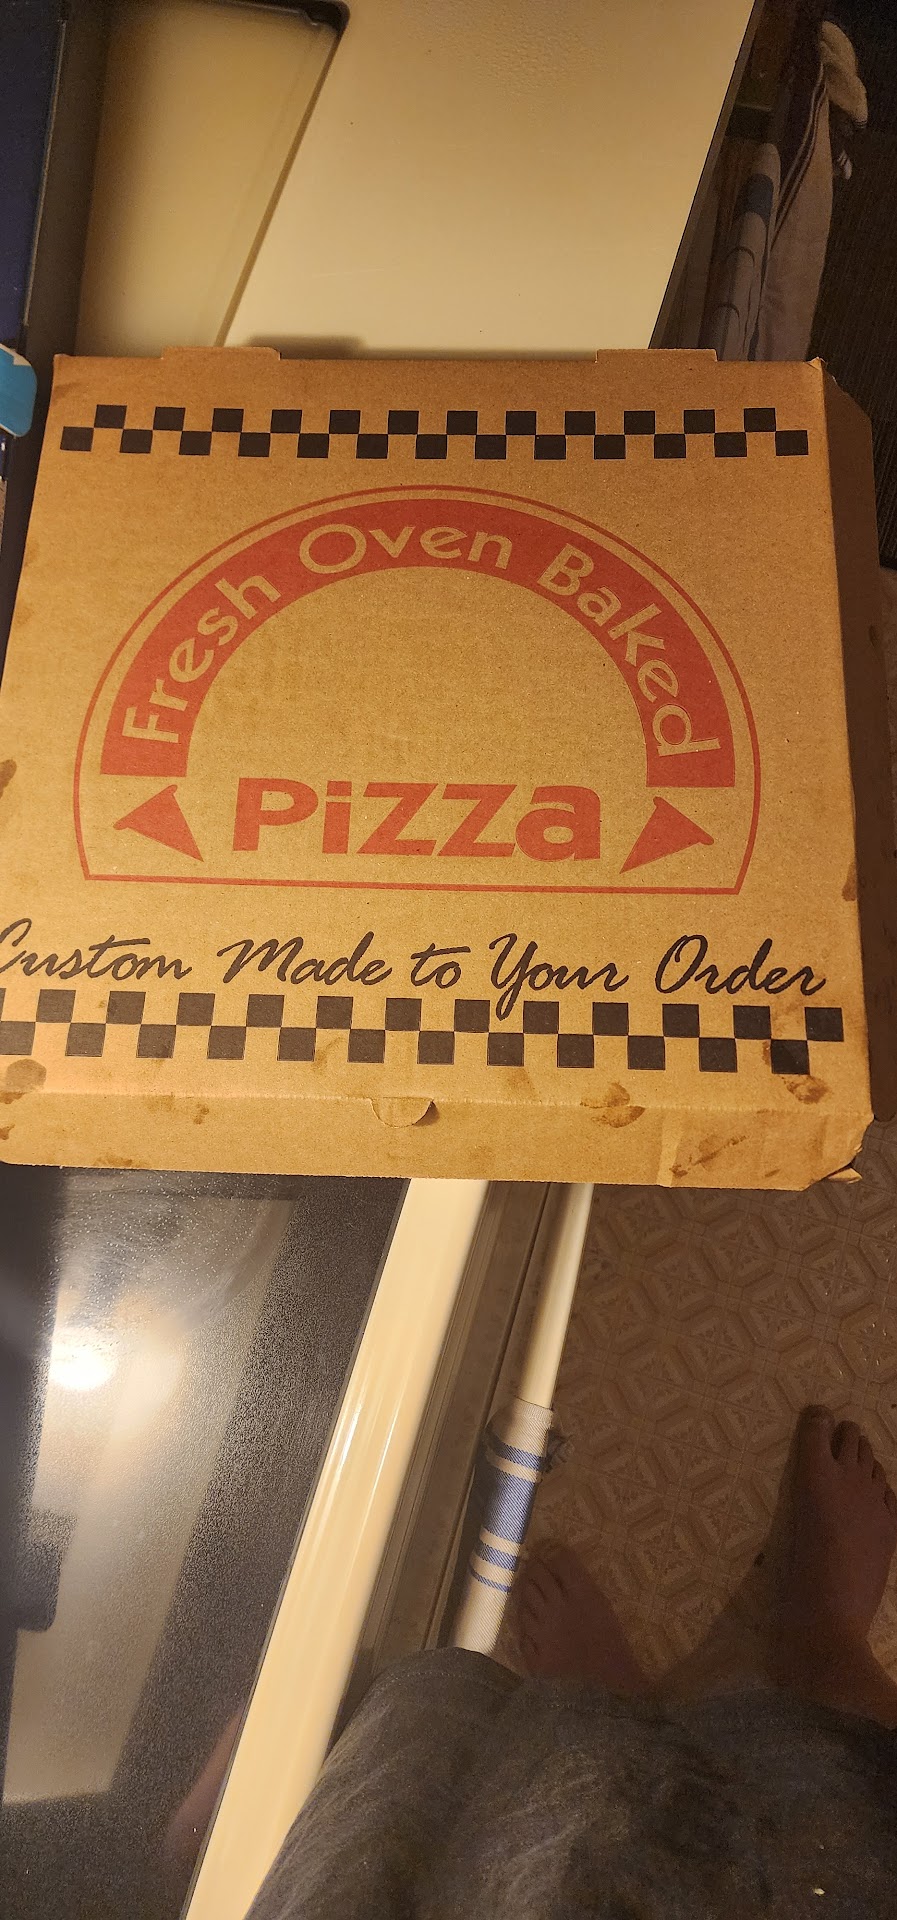 Fresh Oven Baked
Pizza
Custom Made to Your Order